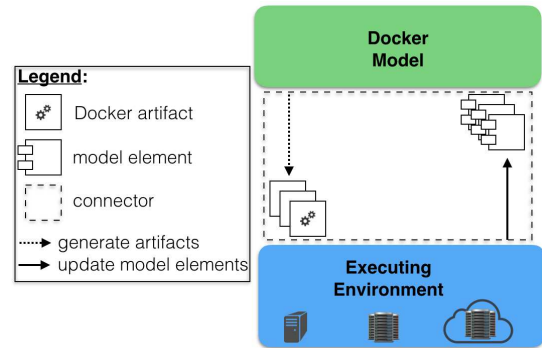 Docker
Model
Legend:
Docker artifact
model element
connector
generate artifacts
update model elements
Executing
Environment